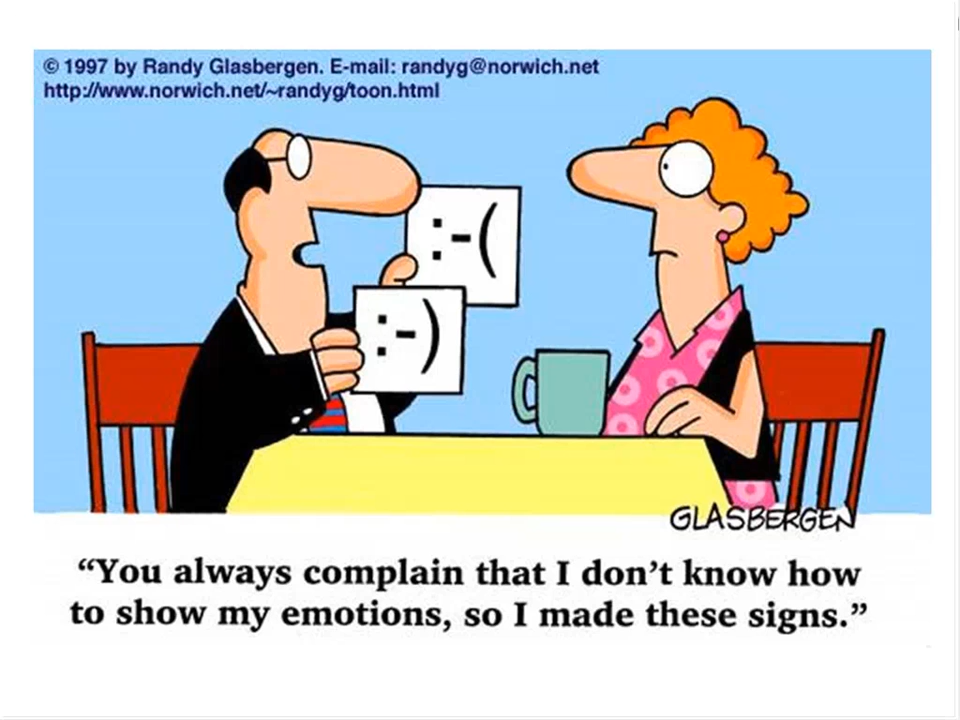 © 1997 by Randy Glasbergen. E-mail: randyg@norwich.net
http://www.norwich.net/~randyg/toon.html
:-(
:-)
GLASBERGEN
“You always complain that I don’t know how
to show my emotions, so I made these signs.”